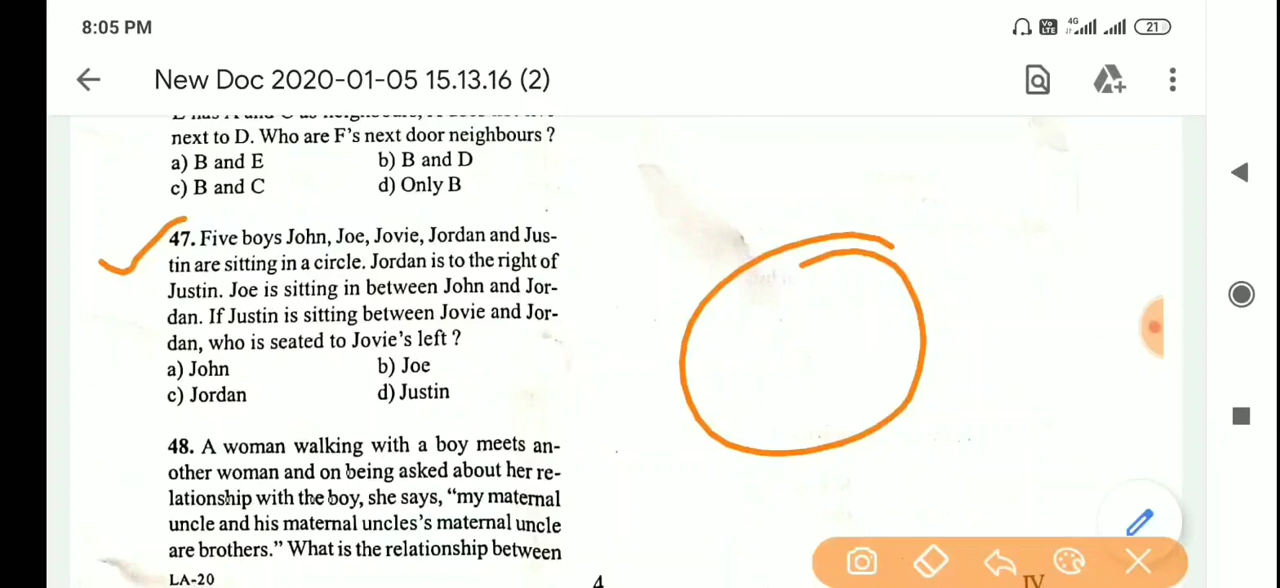 8:05 PM
4G
Vo
LTE
21
New Doc 2020-01-05 15.13.16 (2)
next to D. Who are F's next door neighbours ?
a) B and E b) B and D
c) B and C d) Only B
47. Five boys John, Joe, Jovie, Jordan and Jus-
tin are sitting in a circle. Jordan is to the right of
Justin. Joe is sitting in between John and Jor-
dan. If Justin is sitting between Jovie and Jor-
dan, who is seated to Jovie's left ?
a) John b) Joe
c) Jordan d) Justin
48. A woman walking with a boy meets an-
other woman and on being asked about her re-
lationship with the boy, she says, "my maternal
uncle and his maternal uncles's maternal uncle
are brothers." What is the relationship between
LA-20 4 IV